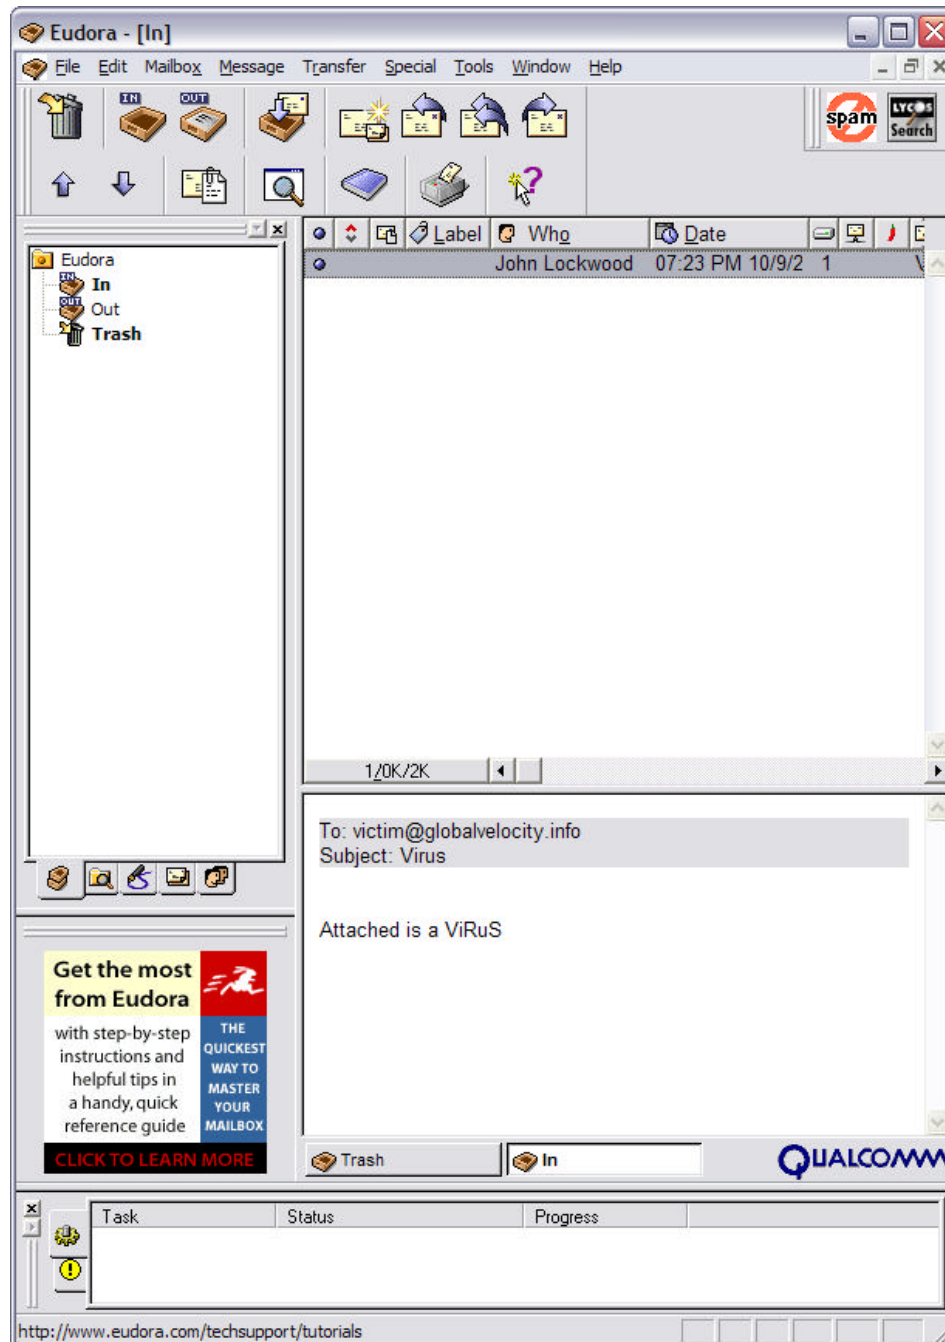 Eudora - [In]
File Edit Mailbox Message Transfer Special Tools Window Help
IN OUT
spam LYCOS Search
Label Who Date
John Lockwood 07:23 PM 10/9/2 1
Eudora
IN In
OUT Out
Trash
1/0K/2K
To: victim@globalvelocity.info
Subject: Virus
Attached is a ViRuS
Get the most
from Eudora
with step-by-step
instructions and
helpful tips in
a handy, quick
reference guide
THE
QUICKEST
WAY TO
MASTER
YOUR
MAILBOX
CLICK TO LEARN MORE
Trash In QUALCOMM
Task Status Progress
http://www.eudora.com/techsupport/tutorials